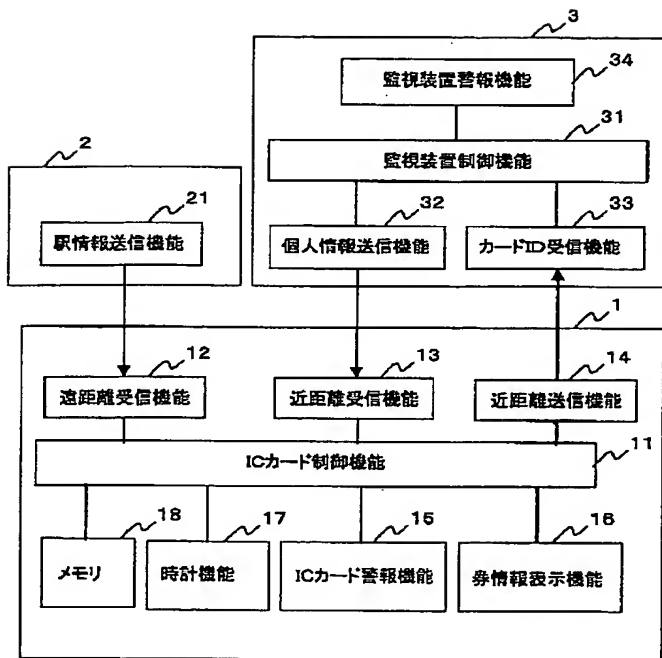 3
監視装置警報機能
34
監視装置制御機能
31
2
駅情報送信機能
21
個人情報送信機能
32
カードID受信機能
33
1
遠距離受信機能
12
近距離受信機能
13
近距離送信機能
14
ICカード制御機能
11
メモリ
18
時計機能
17
ICカード警報機能
15
券情報表示機能
16